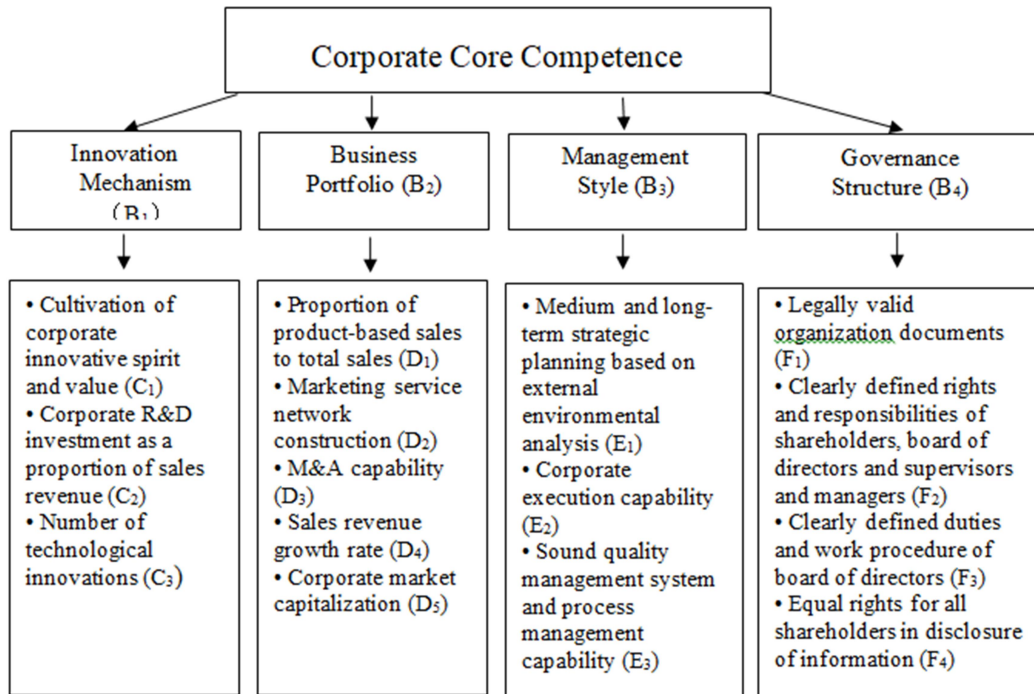 Corporate Core Competence
Innovation
Mechanism
(B₁)
Business
Portfolio (B₂)
Management
Style (B₃)
Governance
Structure (B₄)
• Cultivation of
corporate
innovative spirit
and value (C₁)
• Corporate R&D
investment as a
proportion of sales
revenue (C₂)
• Number of
technological
innovations (C₃)
• Proportion of
product-based sales
to total sales (D₁)
• Marketing service
network
construction (D₂)
• M&A capability
(D₃)
• Sales revenue
growth rate (D₄)
• Corporate market
capitalization (D₅)
• Medium and long-
term strategic
planning based on
external
environmental
analysis (E₁)
• Corporate
execution capability
(E₂)
• Sound quality
management system
and process
management
capability (E₃)
• Legally valid
organization documents
(F₁)
• Clearly defined rights
and responsibilities of
shareholders, board of
directors and supervisors
and managers (F₂)
• Clearly defined duties
and work procedure of
board of directors (F₃)
• Equal rights for all
shareholders in disclosure
of information (F₄)